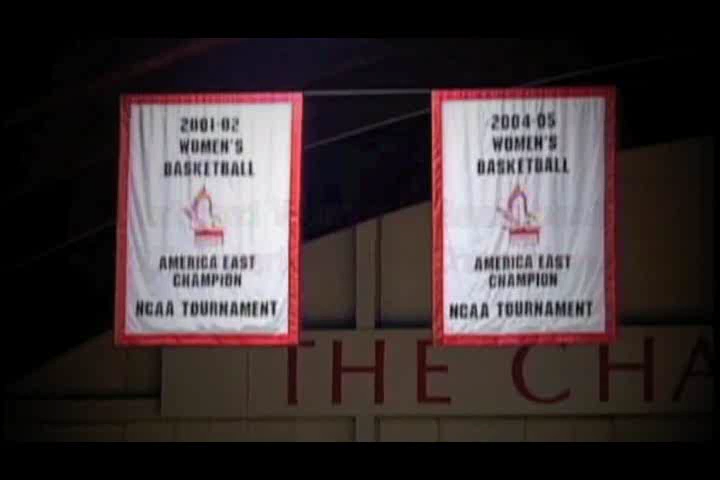 2001-02
WOMEN'S
BASKETBALL
AMERICA EAST
CHAMPION
NCAA TOURNAMENT
2004-05
WOMEN'S
BASKETBALL
AMERICA EAST
CHAMPION
NCAA TOURNAMENT
THE CHA